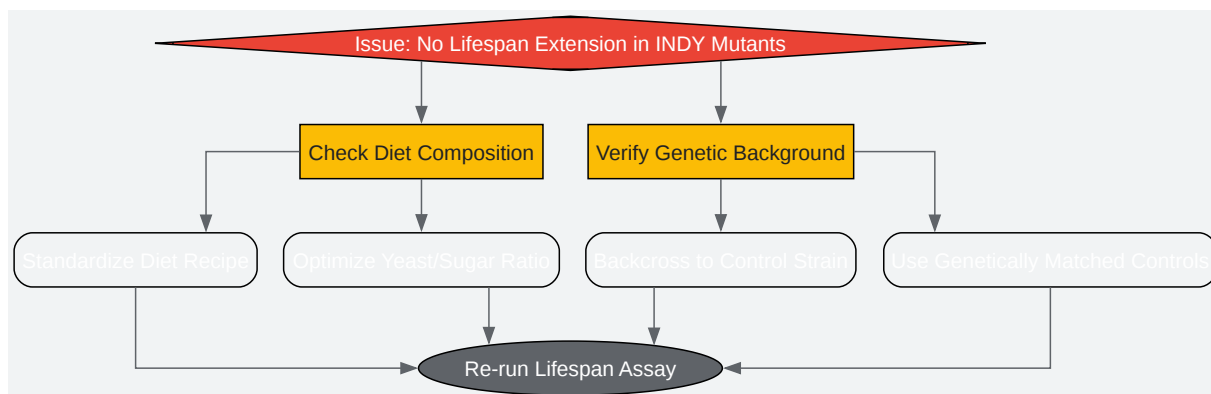 Issue: No Lifespan Extension in INDY Mutants
Check Diet Composition
Verify Genetic Background
Standardize Diet Recipe
Optimize Yeast/Sugar Ratio
Backcross to Control Strain
Use Genetically Matched Controls
Re-run Lifespan Assay